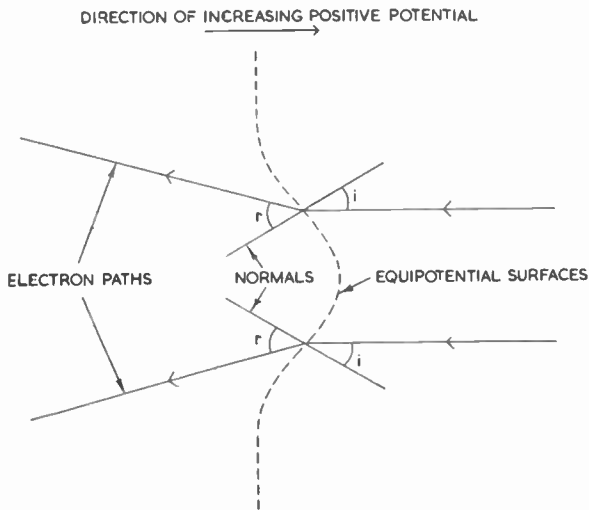 DIRECTION OF INCREASING POSITIVE POTENTIAL
i
r
ELECTRON PATHS
NORMALS
EQUIPOTENTIAL SURFACES
r
i